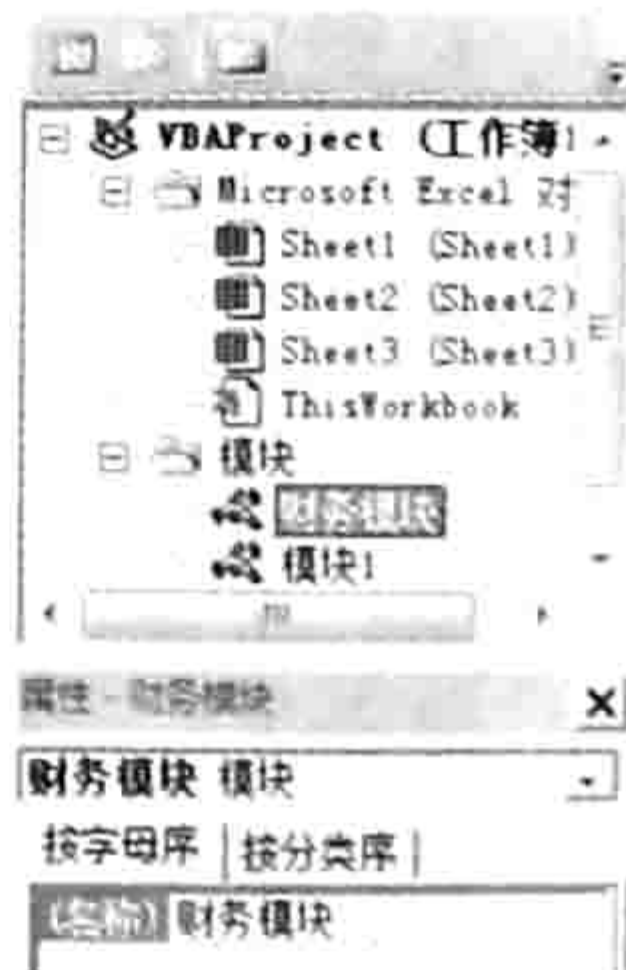 VBAProject (工作簿1
Microsoft Excel 对
Sheet1 (Sheet1)
Sheet2 (Sheet2)
Sheet3 (Sheet3)
ThisWorkbook
模块
财务模块
模块1
属性 - 财务模块
财务模块 模块
按字母序 按分类序
(名称) 财务模块